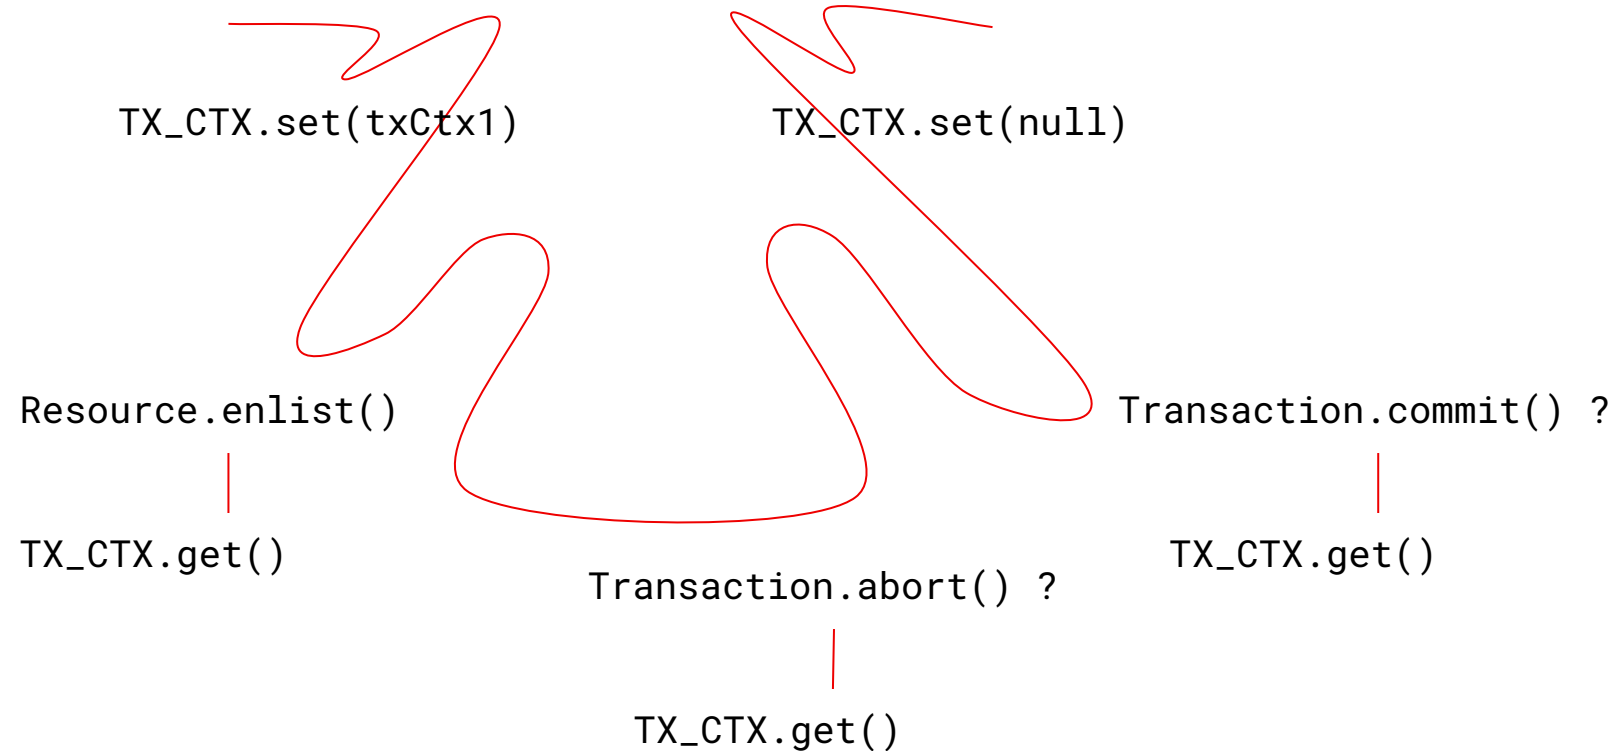 TX_CTX.set(txCtx1)
TX_CTX.set(null)
Resource.enlist()
Transaction.commit() ?
TX_CTX.get()
TX_CTX.get()
Transaction.abort() ?
TX_CTX.get()